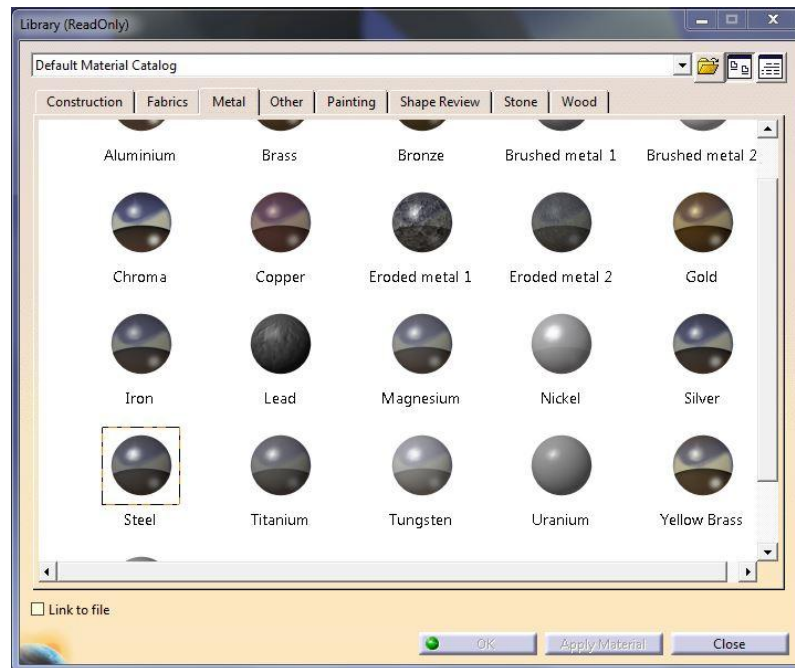 Library (ReadOnly)
Default Material Catalog
Construction Fabrics Metal Other Painting Shape Review Stone Wood
Aluminium Brass Bronze Brushed metal 1 Brushed metal 2
Chroma Copper Eroded metal 1 Eroded metal 2 Gold
Iron Lead Magnesium Nickel Silver
Steel Titanium Tungsten Uranium Yellow Brass
Link to file
OK Apply Material Close